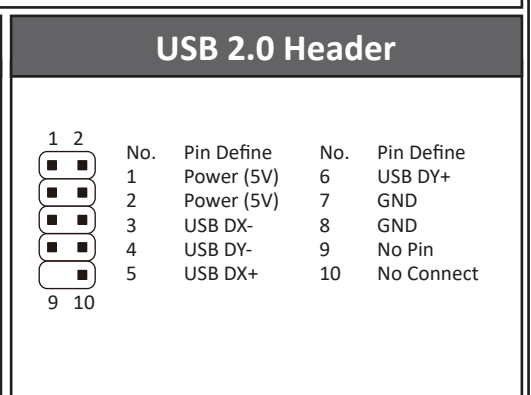 USB 2.0 Header
1 2
No. Pin Define No. Pin Define
1 Power (5V) 6 USB DY+
2 Power (5V) 7 GND
3 USB DX- 8 GND
4 USB DY- 9 No Pin
5 USB DX+ 10 No Connect
9 10